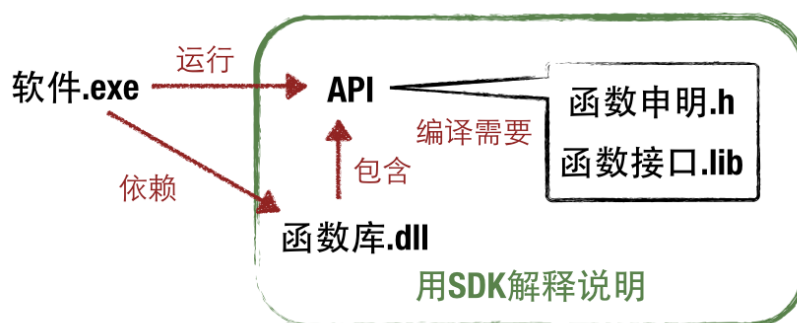 运行
软件.exe
API
函数申明.h
编译需要
函数接口.lib
包含
依赖
函数库.dll
用SDK解释说明